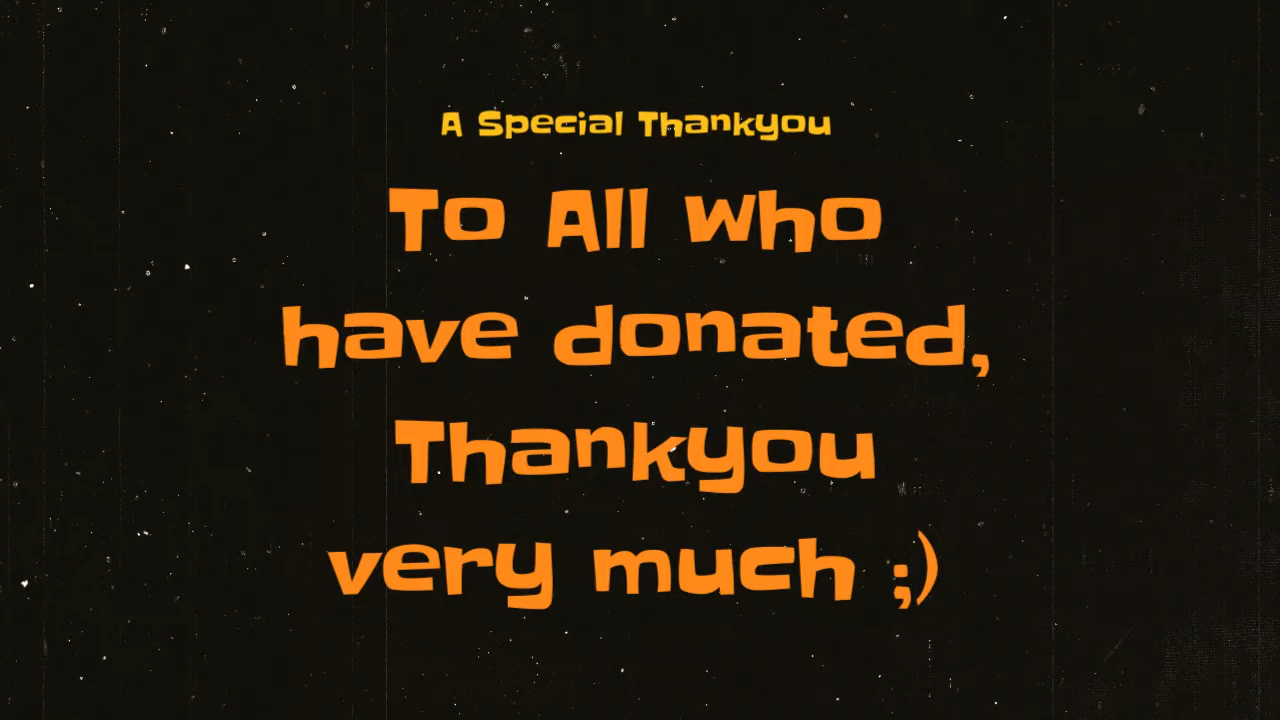 A Special Thankyou
To All who
have donated,
Thankyou
very much ;)